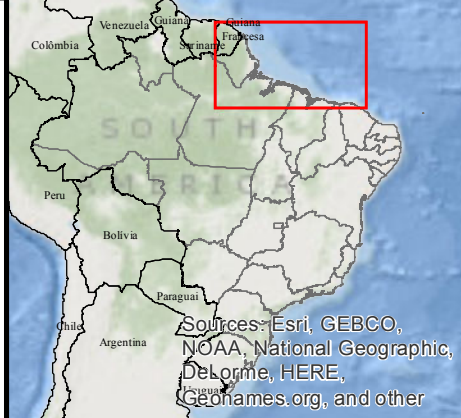 Venezuela
Guiana
Guiana
Francesa
Suriname
Colômbia
SOUTH
AMERICA
Peru
Bolívia
Paraguai
Chile
Argentina
Uruguai
Sources: Esri, GEBCO,
NOAA, National Geographic,
DeLorme, HERE,
Geonames.org, and other